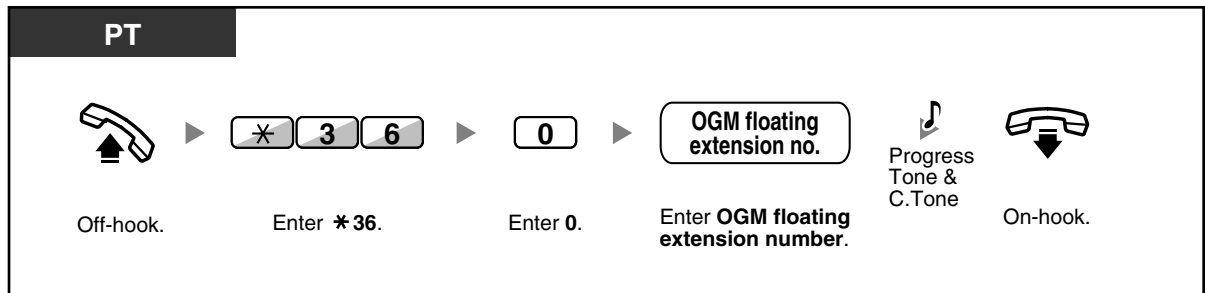 PT
✳ 3 6
0
OGM floating
extension no.
Progress
Tone &
C.Tone
Off-hook.
Enter ✳36.
Enter 0.
Enter OGM floating
extension number.
On-hook.